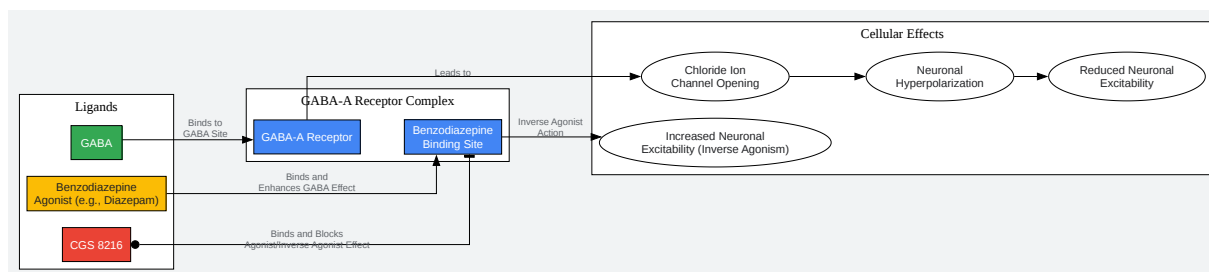 Cellular Effects
Leads to
Chloride Ion
Channel Opening
Neuronal
Hyperpolarization
Reduced Neuronal
Excitability
Ligands
GABA-A Receptor Complex
GABA
Binds to
GABA Site
GABA-A Receptor
Benzodiazepine
Binding Site
Inverse Agonist
Action
Increased Neuronal
Excitability (Inverse Agonism)
Benzodiazepine
Agonist (e.g., Diazepam)
Binds and
Enhances GABA Effect
CGS 8216
Binds and Blocks
Agonist/Inverse Agonist Effect